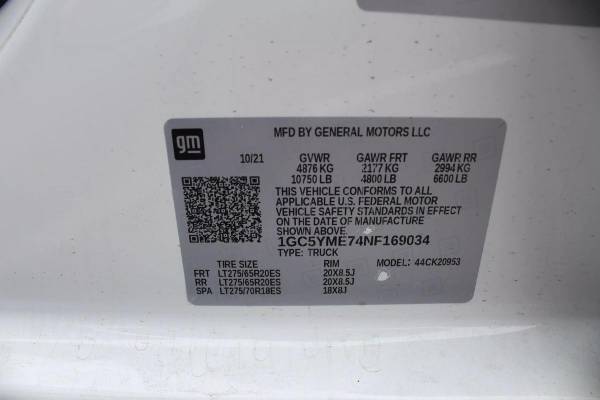 gm
MFD BY GENERAL MOTORS LLC
10/21 GVWR GAWR FRT GAWR RR
4876 KG 2177 KG 2994 KG
10750 LB 4800 LB 6600 LB
THIS VEHICLE CONFORMS TO ALL
APPLICABLE U.S. FEDERAL MOTOR
VEHICLE SAFETY STANDARDS IN EFFECT
ON THE DATE OF MANUFACTURE
SHOWN ABOVE.
1GC5YME74NF169034
TYPE: TRUCK
TIRE SIZE RIM MODEL: 44CK20953
FRT LT275/65R20ES 20X8.5J
RR LT275/65R20ES 20X8.5J
SPA LT275/70R18ES 18X8J